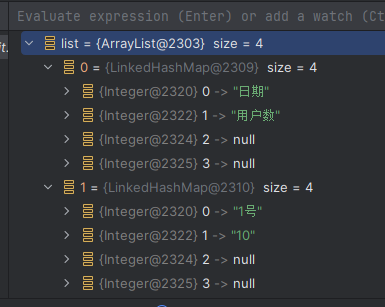 Evaluate expression (Enter) or add a watch (Ct
list = {ArrayList@2303} size = 4
0 = {LinkedHashMap@2309} size = 4
{Integer@2320} 0 -> "日期"
{Integer@2322} 1 -> "用户数"
{Integer@2324} 2 -> null
{Integer@2325} 3 -> null
1 = {LinkedHashMap@2310} size = 4
{Integer@2320} 0 -> "1号"
{Integer@2322} 1 -> "10"
{Integer@2324} 2 -> null
{Integer@2325} 3 -> null